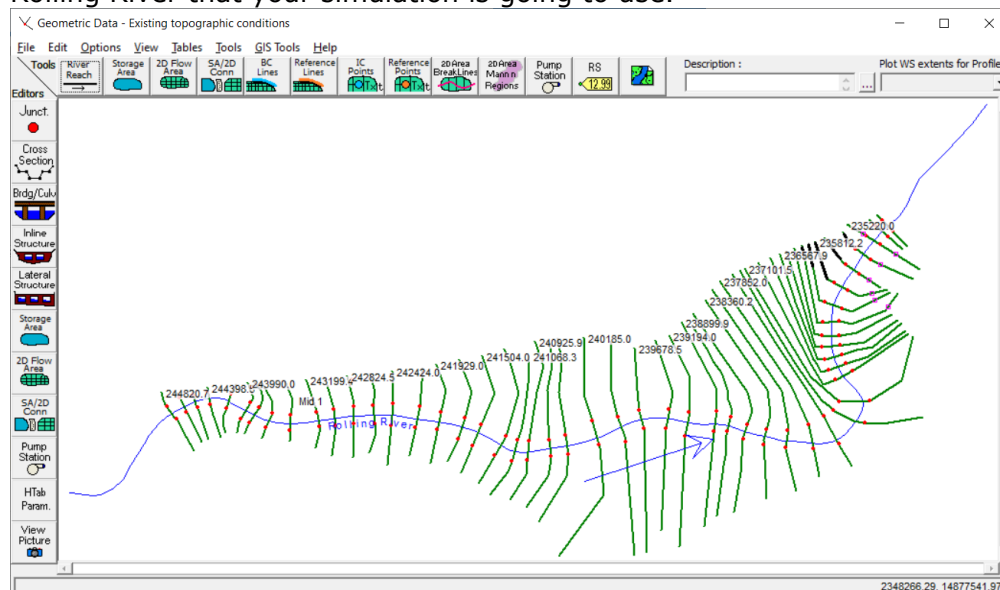 Rolling River that your simulation is going to use.
Geometric Data - Existing topographic conditions
File Edit Options View Tables Tools GIS Tools Help
Tools
Editors
River Reach
Storage Area
2D Flow Area
SA/2D Conn
BC Lines
Reference Lines
IC Points
Reference Points
2D Area BreakLines
2D Area Mann n Regions
Pump Station
RS
12.99
Description :
...
Plot WS extents for Profile
Junct.
Cross Section
Brdg/Culv
Inline Structure
Lateral Structure
Storage Area
2D Flow Area
SA/2D Conn
Pump Station
HTab Param.
View Picture
235220.0
235812.2
236567.9
237101.5
237852.0
238360.2
238899.9
239194.0
239678.5
240185.0
240925.9
241068.3
241504.0
241929.0
242424.0
242824.5
243199.4
243990.0
244398.5
244820.7
Mid 1
Rolling River
2348266.29, 14877541.97